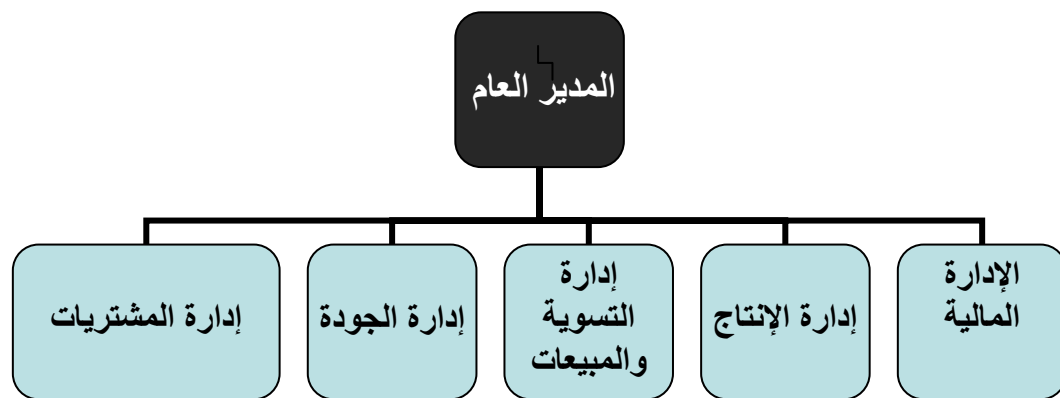 المدير العام
الإدارة
المالية
إدارة الإنتاج
إدارة
التسوية
والمبيعات
إدارة الجودة
إدارة المشتريات